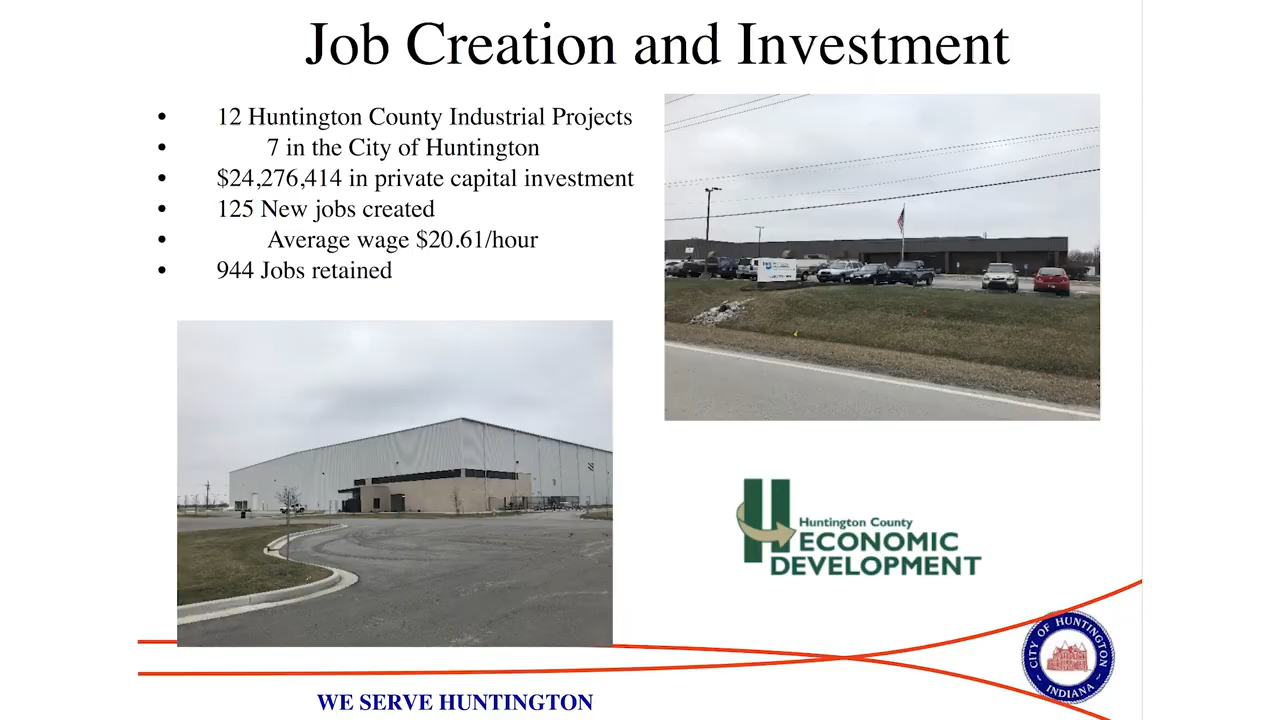 Job Creation and Investment
• 12 Huntington County Industrial Projects
• 7 in the City of Huntington
• $24,276,414 in private capital investment
• 125 New jobs created
• Average wage $20.61/hour
• 944 Jobs retained
Huntington County
ECONOMIC
DEVELOPMENT
CITY OF HUNTINGTON
INDIANA
WE SERVE HUNTINGTON